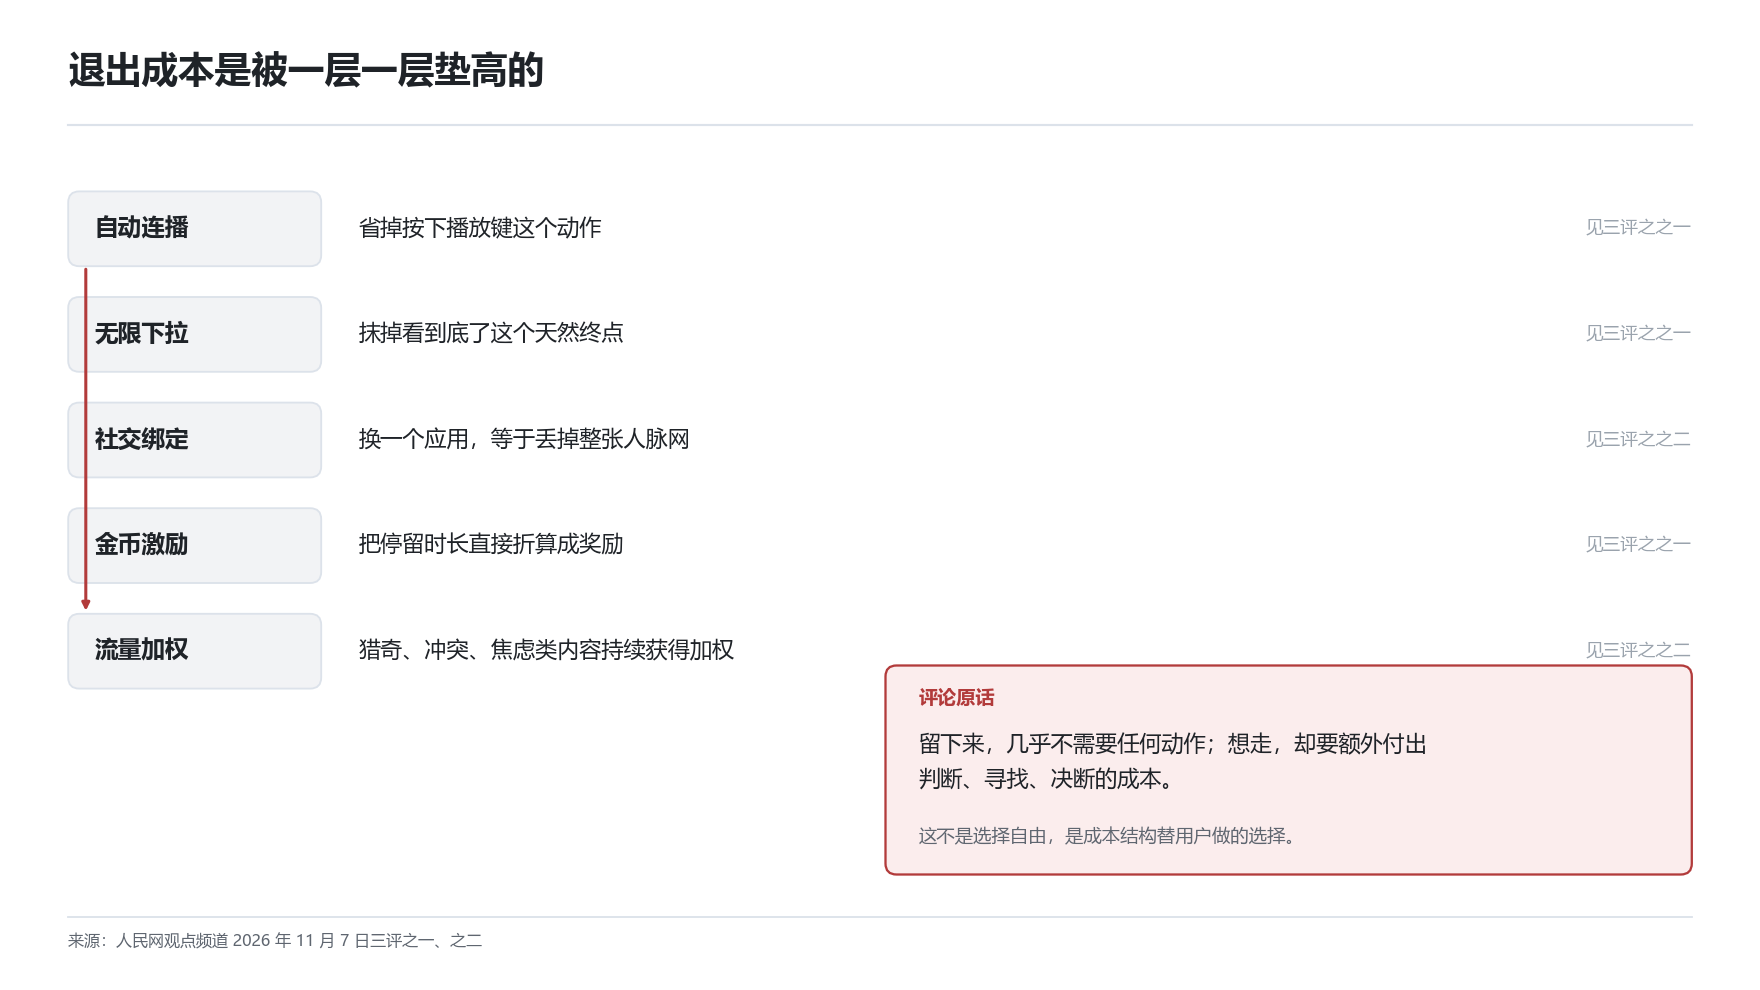 退出成本是被一层一层垫高的
自动连播 省掉按下播放键这个动作 见三评之之一
无限下拉 抹掉看到底了这个天然终点 见三评之之一
社交绑定 换一个应用，等于丢掉整张人脉网 见三评之之二
金币激励 把停留时长直接折算成奖励 见三评之之一
流量加权 猎奇、冲突、焦虑类内容持续获得加权 见三评之之二
评论原话
留下来，几乎不需要任何动作；想走，却要额外付出
判断、寻找、决断的成本。
这不是选择自由，是成本结构替用户做的选择。
来源：人民网观点频道 2026 年 11 月 7 日三评之一、之二